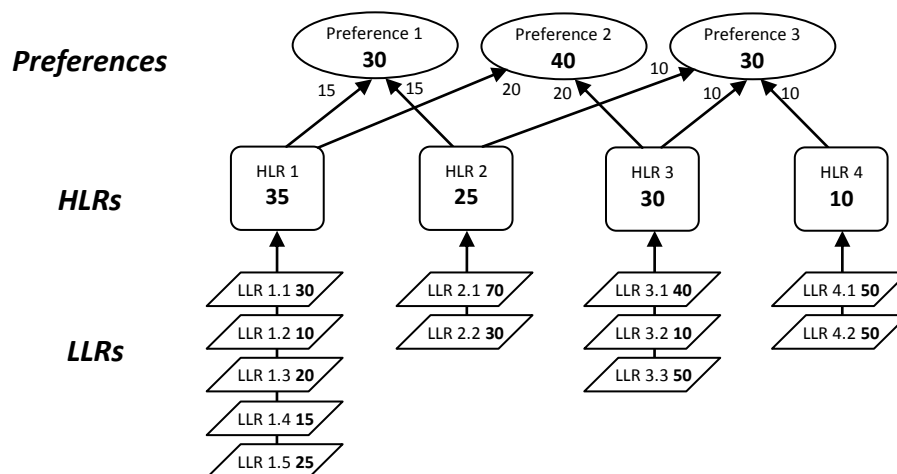 Preferences
Preference 1
30
Preference 2
40
Preference 3
30
15
15
20
20
10
10
10
HLRs
HLR 1
35
HLR 2
25
HLR 3
30
HLR 4
10
LLRs
LLR 1.1 30
LLR 1.2 10
LLR 1.3 20
LLR 1.4 15
LLR 1.5 25
LLR 2.1 70
LLR 2.2 30
LLR 3.1 40
LLR 3.2 10
LLR 3.3 50
LLR 4.1 50
LLR 4.2 50